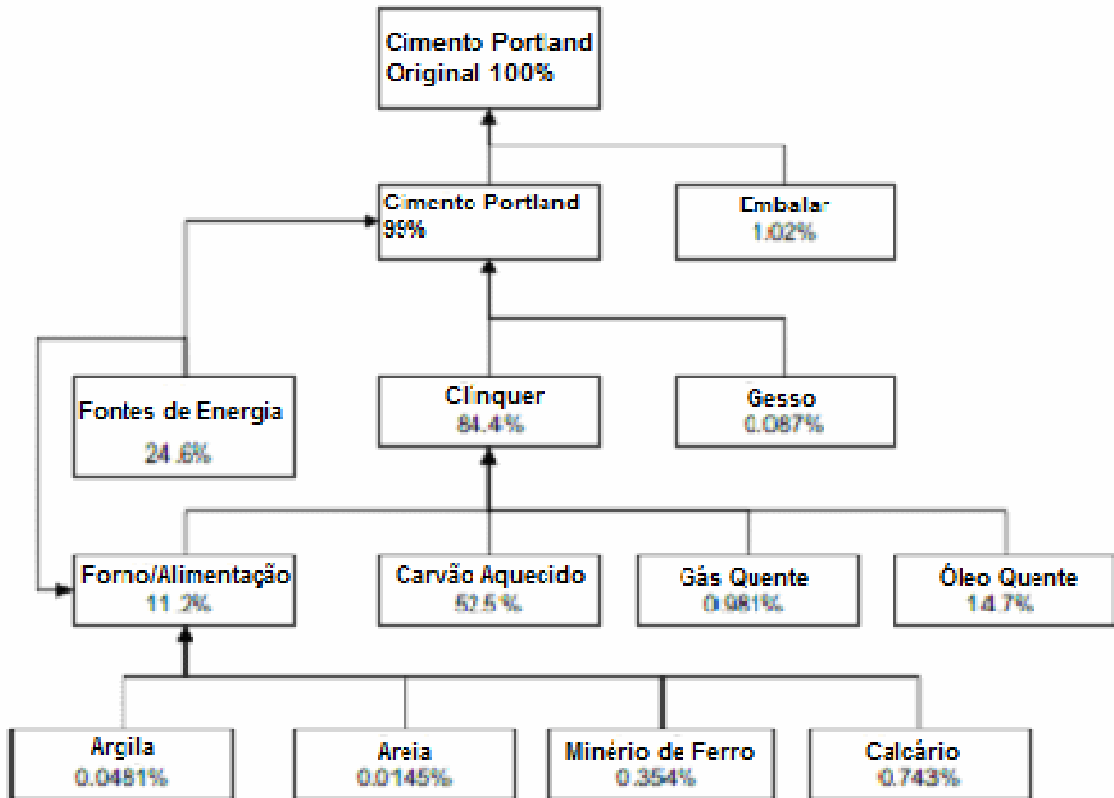 Cimento Portland
Original 100%
Cimento Portland
99%
Embalar
1.02%
Fontes de Energia
24.6%
Clinquer
84.4%
Gesso
0.087%
Forno/Alimentação
11.2%
Carvão Aquecido
52.5%
Gás Quente
0.981%
Óleo Quente
14.7%
Argila
0.0481%
Areia
0.0145%
Minério de Ferro
0.354%
Calcário
0.743%